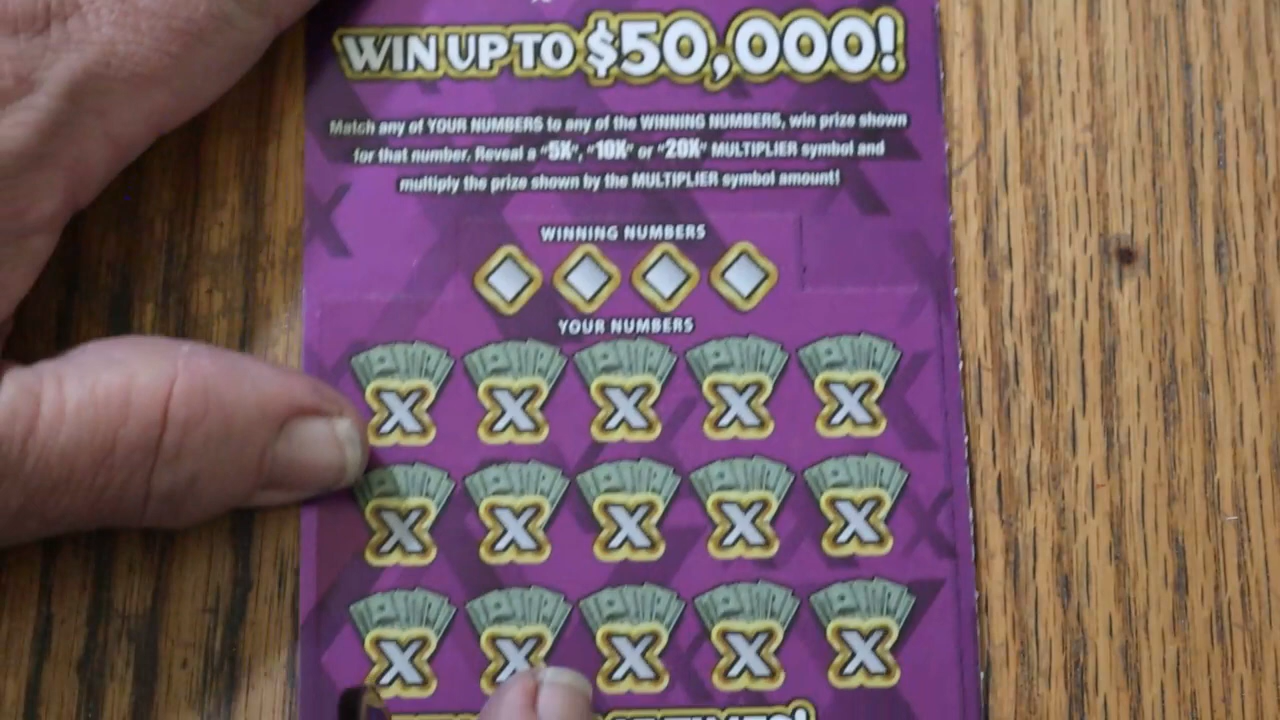 WIN UP TO $50,000!
Match any of YOUR NUMBERS to any of the WINNING NUMBERS, win prize shown
for that number. Reveal a "5X", "10X" or "20X" MULTIPLIER symbol and
multiply the prize shown by the MULTIPLIER symbol amount!
WINNING NUMBERS
YOUR NUMBERS
X X X X X
X X X X X
X X X X X